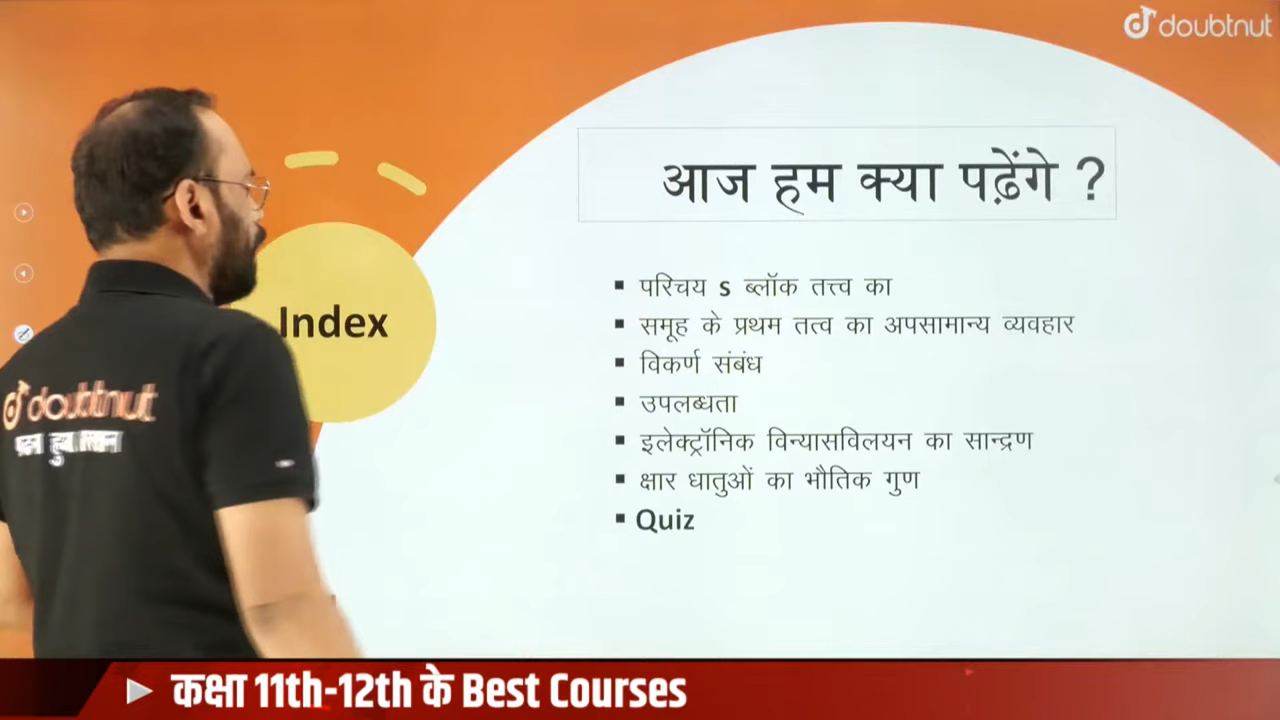 doubtnut
आज हम क्या पढ़ेंगे ?
Index
▪ परिचय s ब्लॉक तत्त्व का
▪ समूह के प्रथम तत्व का अपसामान्य व्यवहार
▪ विकर्ण संबंध
▪ उपलब्धता
▪ इलेक्ट्रॉनिक विन्यासविलयन का सान्द्रण
▪ क्षार धातुओं का भौतिक गुण
▪ Quiz
doubtnut
कक्षा 11th-12th के Best Courses